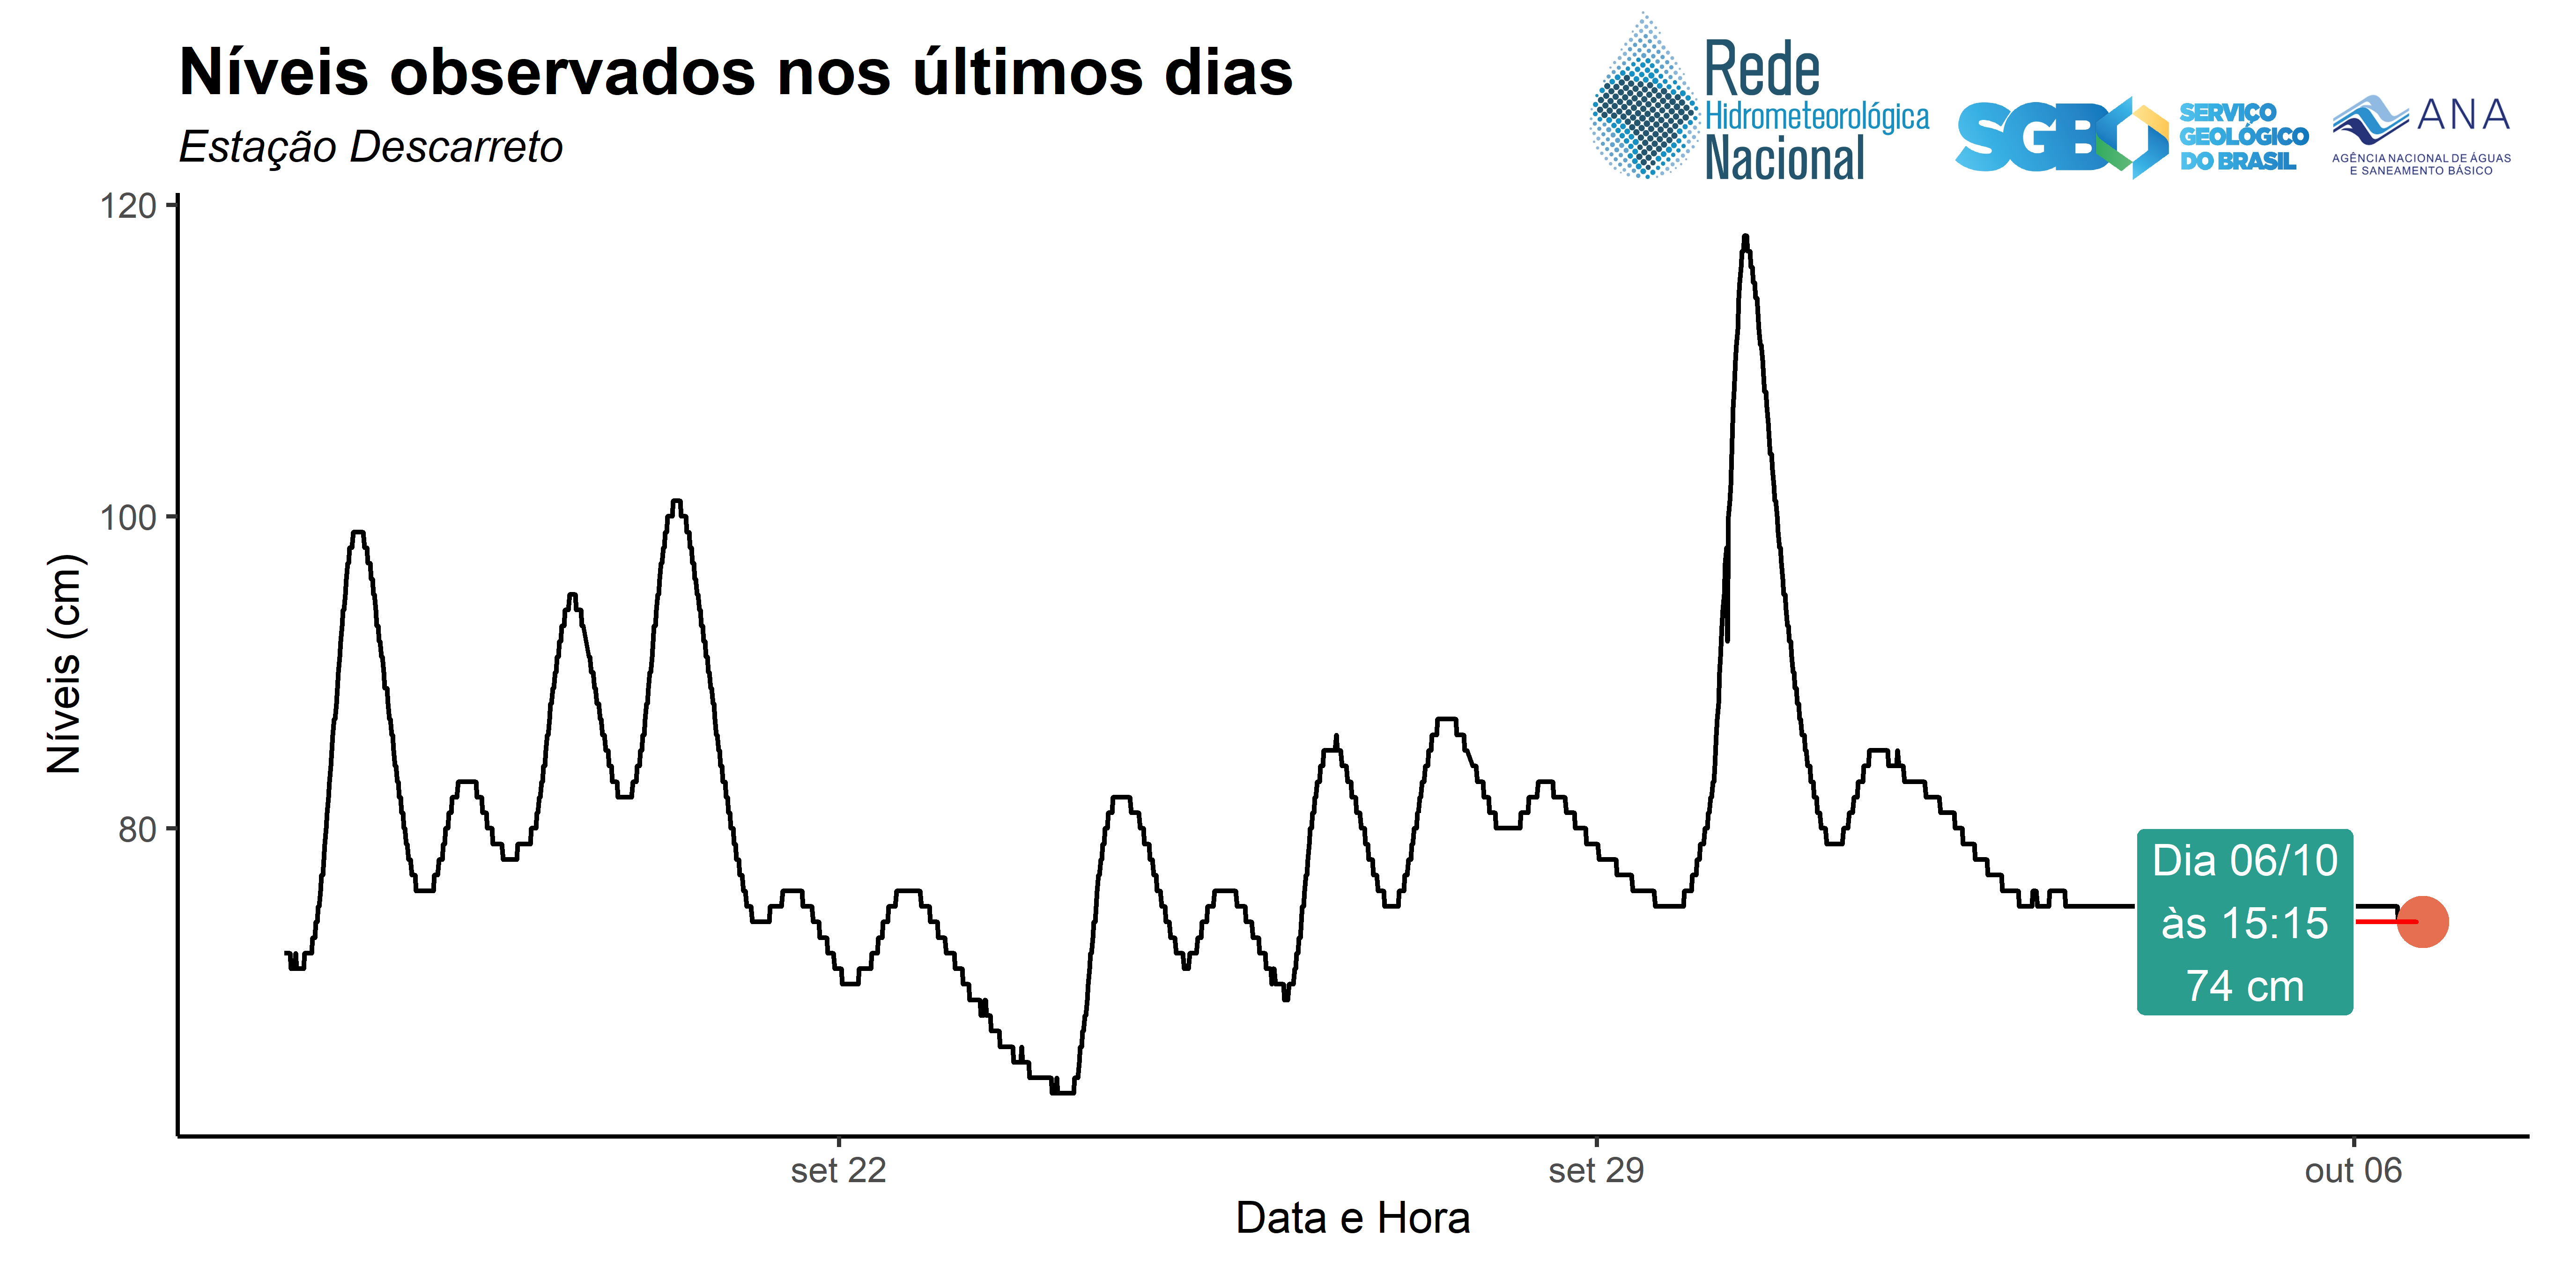 Níveis observados nos últimos dias
Estação Descarreto
Rede
Hidrometeorológica
Nacional
SGB
SERVIÇO
GEOLÓGICO
DO BRASIL
ANA
AGÊNCIA NACIONAL DE ÁGUAS
E SANEAMENTO BÁSICO
Níveis (cm)
120
100
80
Dia 06/10
às 15:15
74 cm
set 22
set 29
out 06
Data e Hora